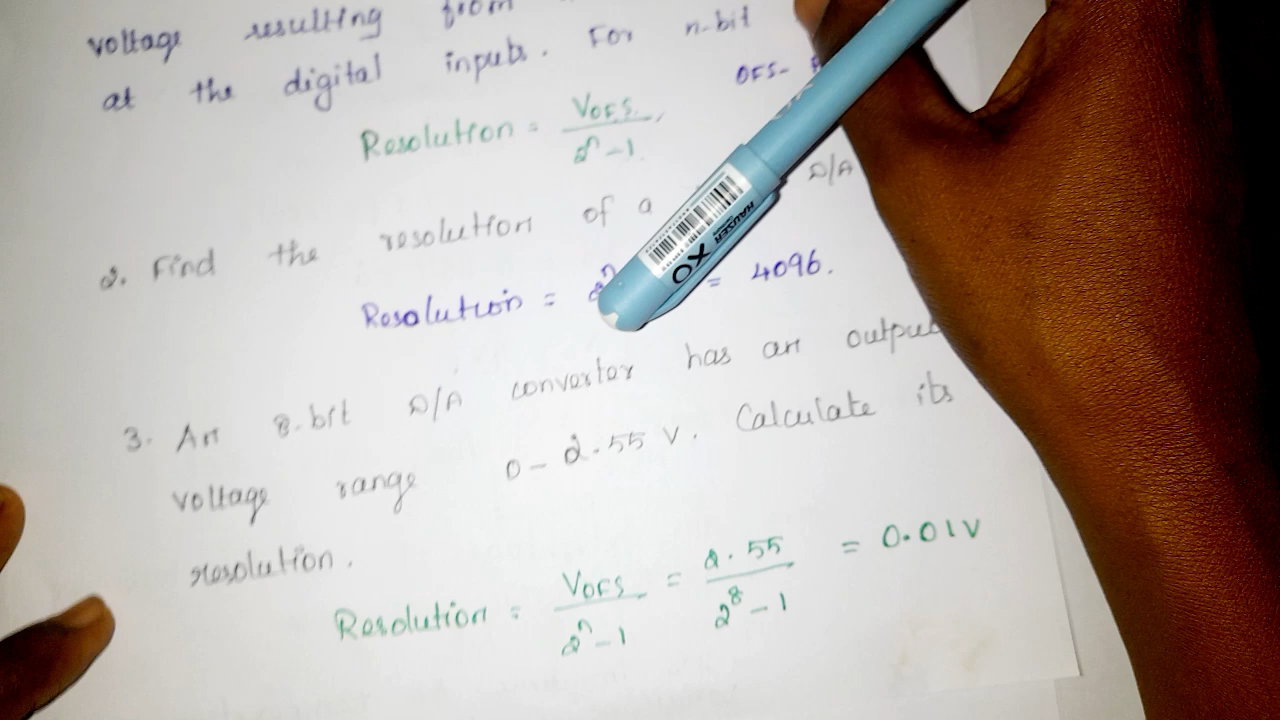 voltage resulting from
at the digital inputs. For n-bit
OFS-
Resolution = VOFS / 2ⁿ-1
2. Find the resolution of a D/A
Resolution = 2ⁿ = 4096.
3. An 8-bit D/A converter has an output
voltage range 0-2.55 V. Calculate its
resolution.
Resolution = VOFS / 2ⁿ-1 = 2.55 / 2⁸-1 = 0.01V
HAUSER
XO